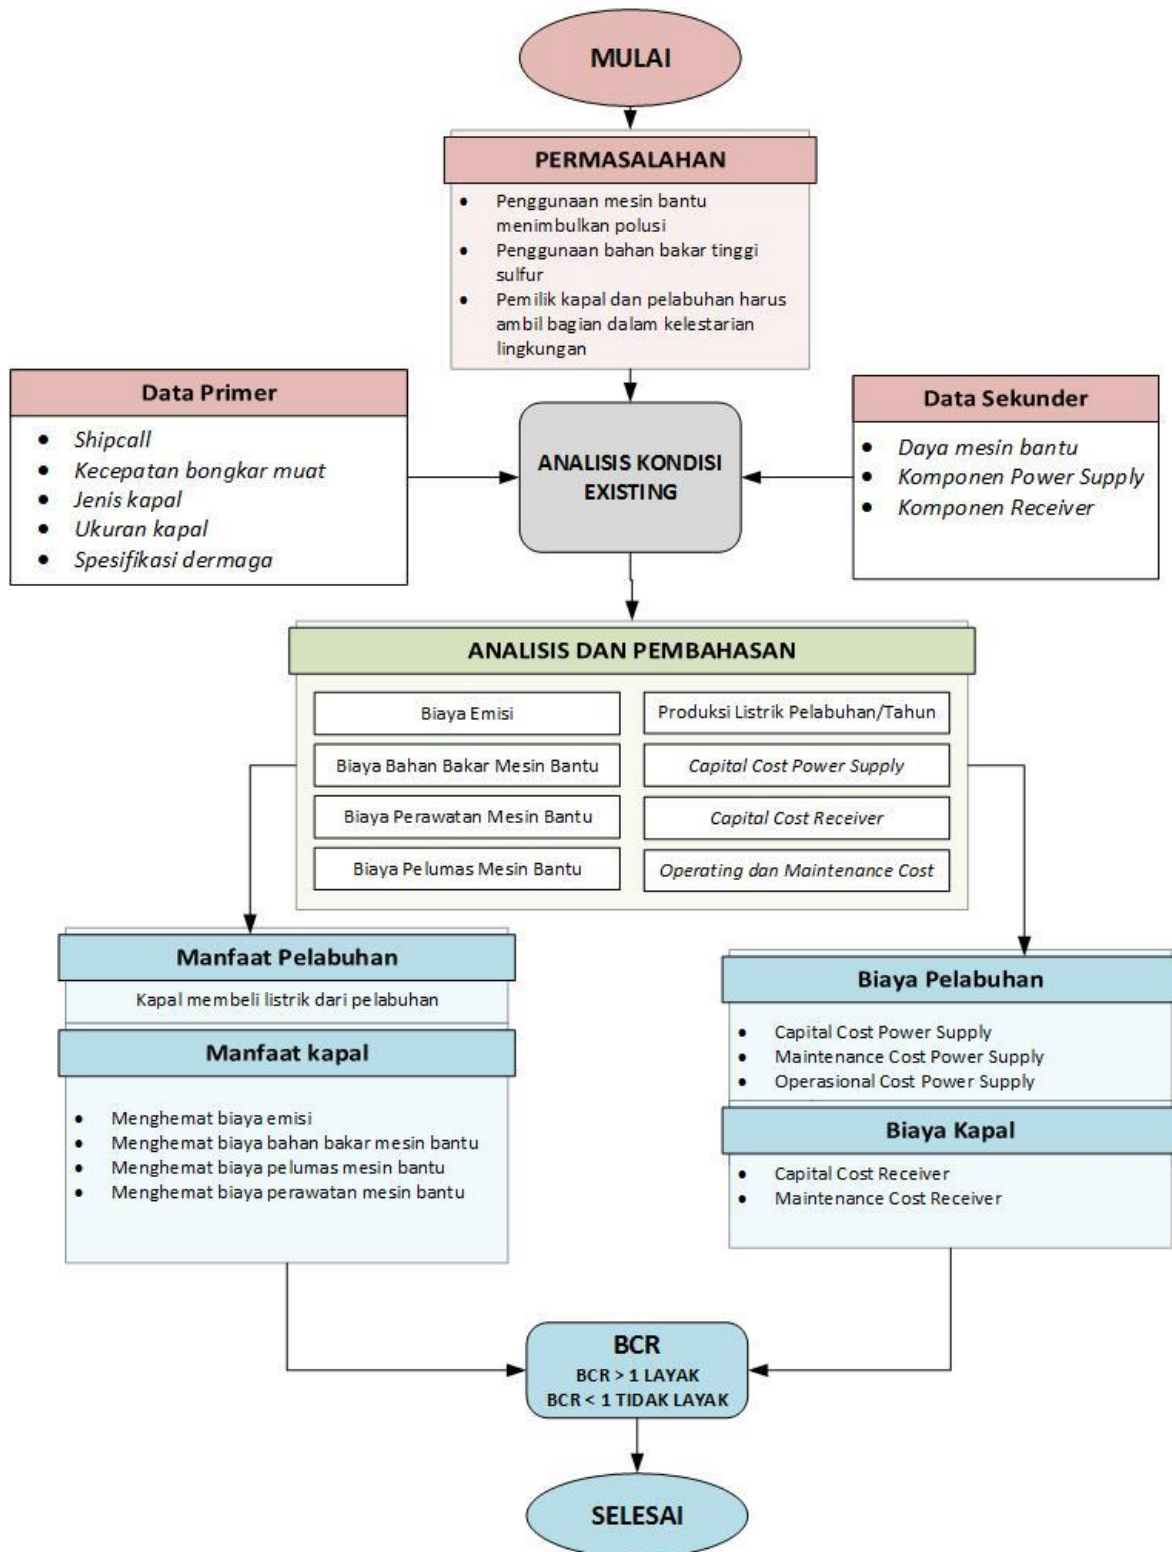 MULAI
PERMASALAHAN
• Penggunaan mesin bantu
menimbulkan polusi
• Penggunaan bahan bakar tinggi
sulfur
• Pemilik kapal dan pelabuhan harus
ambil bagian dalam kelestarian
lingkungan
Data Primer
• Shipcall
• Kecepatan bongkar muat
• Jenis kapal
• Ukuran kapal
• Spesifikasi dermaga
ANALISIS KONDISI
EXISTING
Data Sekunder
• Daya mesin bantu
• Komponen Power Supply
• Komponen Receiver
ANALISIS DAN PEMBAHASAN
Biaya Emisi
Biaya Bahan Bakar Mesin Bantu
Biaya Perawatan Mesin Bantu
Biaya Pelumas Mesin Bantu
Produksi Listrik Pelabuhan/Tahun
Capital Cost Power Supply
Capital Cost Receiver
Operating dan Maintenance Cost
Manfaat Pelabuhan
Kapal membeli listrik dari pelabuhan
Manfaat kapal
• Menghemat biaya emisi
• Menghemat biaya bahan bakar mesin bantu
• Menghemat biaya pelumas mesin bantu
• Menghemat biaya perawatan mesin bantu
Biaya Pelabuhan
• Capital Cost Power Supply
• Maintenance Cost Power Supply
• Operasional Cost Power Supply
Biaya Kapal
• Capital Cost Receiver
• Maintenance Cost Receiver
BCR
BCR > 1 LAYAK
BCR < 1 TIDAK LAYAK
SELESAI